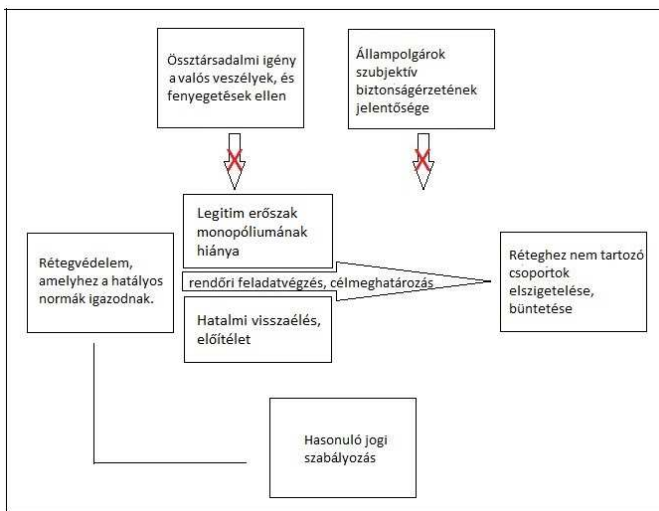 Össztársadalmi igény
a valós veszélyek, és
fenyegetések ellen
Állampolgárok
szubjektív
biztonságérzetének
jelentősége
Legitim erőszak
monopóliumának
hiánya
Rétegvédelem,
amelyhez a hatályos
normák igazodnak.
rendőri feladatvégzés, célmeghatározás
Réteghez nem tartozó
csoportok
elszigetelése,
büntetése
Hatalmi visszaélés,
előítélet
Hasonuló jogi
szabályozás